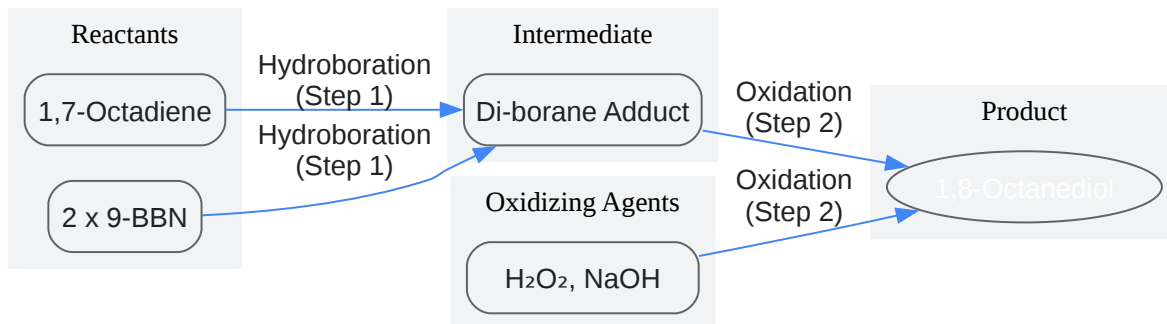 Reactants
1,7-Octadiene
2 x 9-BBN
Hydroboration
(Step 1)
Hydroboration
(Step 1)
Intermediate
Di-borane Adduct
Oxidizing Agents
H₂O₂, NaOH
Oxidation
(Step 2)
Oxidation
(Step 2)
Product
1,8-Octanediol